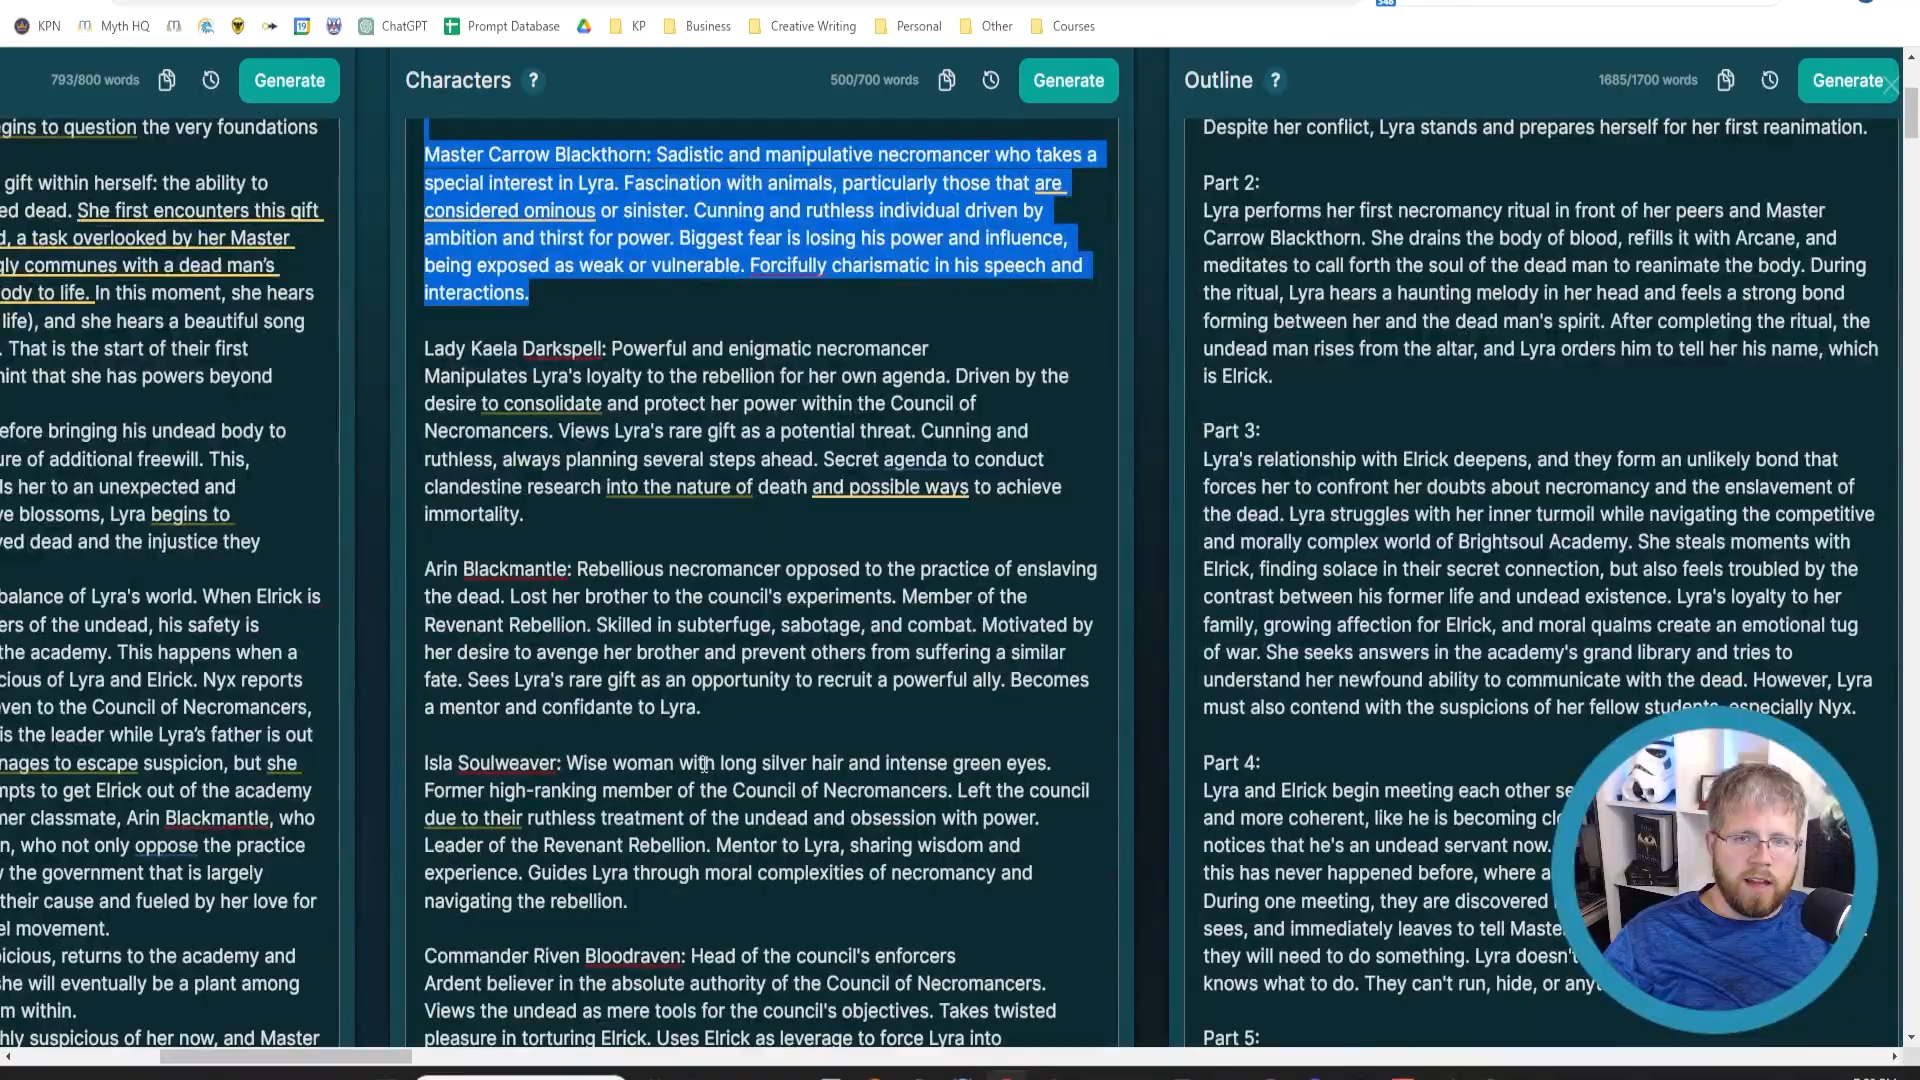 KPN Myth HQ 19 ChatGPT Prompt Database KP Business Creative Writing Personal Other Courses
793/800 words Generate
gins to question the very foundations
gift within herself: the ability to
ed dead. She first encounters this gift
d, a task overlooked by her Master
gly communes with a dead man's
ody to life. In this moment, she hears
life), and she hears a beautiful song
. That is the start of their first
hint that she has powers beyond
efore bringing his undead body to
ure of additional freewill. This,
ls her to an unexpected and
ve blossoms, Lyra begins to
ved dead and the injustice they
balance of Lyra's world. When Elrick is
ers of the undead, his safety is
the academy. This happens when a
cious of Lyra and Elrick. Nyx reports
even to the Council of Necromancers,
is the leader while Lyra's father is out
nages to escape suspicion, but she
mpts to get Elrick out of the academy
mer classmate, Arin Blackmantle, who
n, who not only oppose the practice
y the government that is largely
their cause and fueled by her love for
el movement.
picious, returns to the academy and
she will eventually be a plant among
m within.
hly suspicious of her now, and Master
Characters ? 500/700 words Generate
Master Carrow Blackthorn: Sadistic and manipulative necromancer who takes a
special interest in Lyra. Fascination with animals, particularly those that are
considered ominous or sinister. Cunning and ruthless individual driven by
ambition and thirst for power. Biggest fear is losing his power and influence,
being exposed as weak or vulnerable. Forcifully charismatic in his speech and
interactions.
Lady Kaela Darkspell: Powerful and enigmatic necromancer
Manipulates Lyra's loyalty to the rebellion for her own agenda. Driven by the
desire to consolidate and protect her power within the Council of
Necromancers. Views Lyra's rare gift as a potential threat. Cunning and
ruthless, always planning several steps ahead. Secret agenda to conduct
clandestine research into the nature of death and possible ways to achieve
immortality.
Arin Blackmantle: Rebellious necromancer opposed to the practice of enslaving
the dead. Lost her brother to the council's experiments. Member of the
Revenant Rebellion. Skilled in subterfuge, sabotage, and combat. Motivated by
her desire to avenge her brother and prevent others from suffering a similar
fate. Sees Lyra's rare gift as an opportunity to recruit a powerful ally. Becomes
a mentor and confidante to Lyra.
Isla Soulweaver: Wise woman with long silver hair and intense green eyes.
Former high-ranking member of the Council of Necromancers. Left the council
due to their ruthless treatment of the undead and obsession with power.
Leader of the Revenant Rebellion. Mentor to Lyra, sharing wisdom and
experience. Guides Lyra through moral complexities of necromancy and
navigating the rebellion.
Commander Riven Bloodraven: Head of the council's enforcers
Ardent believer in the absolute authority of the Council of Necromancers.
Views the undead as mere tools for the council's objectives. Takes twisted
pleasure in torturing Elrick. Uses Elrick as leverage to force Lyra into
Outline ? 1685/1700 words Generate
Despite her conflict, Lyra stands and prepares herself for her first reanimation.
Part 2:
Lyra performs her first necromancy ritual in front of her peers and Master
Carrow Blackthorn. She drains the body of blood, refills it with Arcane, and
meditates to call forth the soul of the dead man to reanimate the body. During
the ritual, Lyra hears a haunting melody in her head and feels a strong bond
forming between her and the dead man's spirit. After completing the ritual, the
undead man rises from the altar, and Lyra orders him to tell her his name, which
is Elrick.
Part 3:
Lyra's relationship with Elrick deepens, and they form an unlikely bond that
forces her to confront her doubts about necromancy and the enslavement of
the dead. Lyra struggles with her inner turmoil while navigating the competitive
and morally complex world of Brightsoul Academy. She steals moments with
Elrick, finding solace in their secret connection, but also feels troubled by the
contrast between his former life and undead existence. Lyra's loyalty to her
family, growing affection for Elrick, and moral qualms create an emotional tug
of war. She seeks answers in the academy's grand library and tries to
understand her newfound ability to communicate with the dead. However, Lyra
must also contend with the suspicions of her fellow students, especially Nyx.
Part 4:
Lyra and Elrick begin meeting each other se
and more coherent, like he is becoming cl
notices that he's an undead servant now.
this has never happened before, where a
During one meeting, they are discovered
sees, and immediately leaves to tell Maste
they will need to do something. Lyra doesn't
knows what to do. They can't run, hide, or any
Part 5: